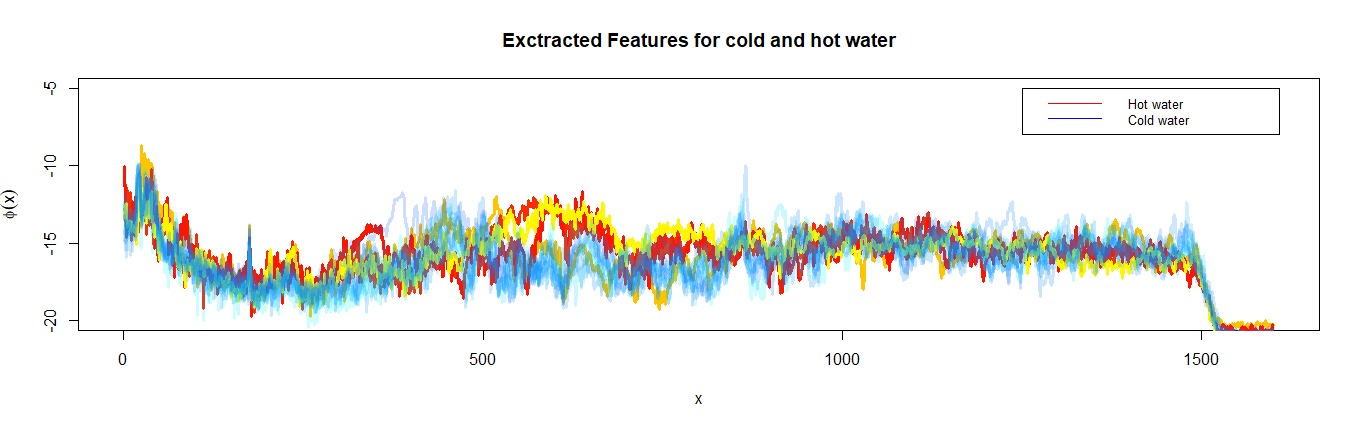 Exctracted Features for cold and hot water
Hot water
Cold water
ϕ(x)
-5
-10
-15
-20
0 500 1000 1500
x